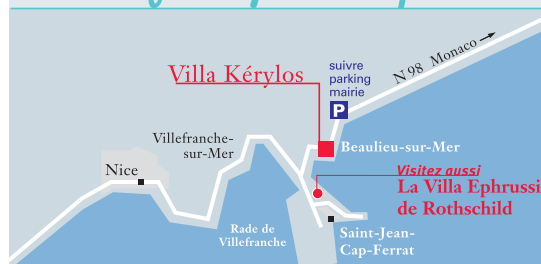 N 98 Monaco
suivre
parking
mairie
P
Villa Kérylos
Villefranche-
sur-Mer
Beaulieu-sur-Mer
Nice
Visitez aussi
La Villa Ephrussi
de Rothschild
Rade de
Villefranche
Saint-Jean-
Cap-Ferrat